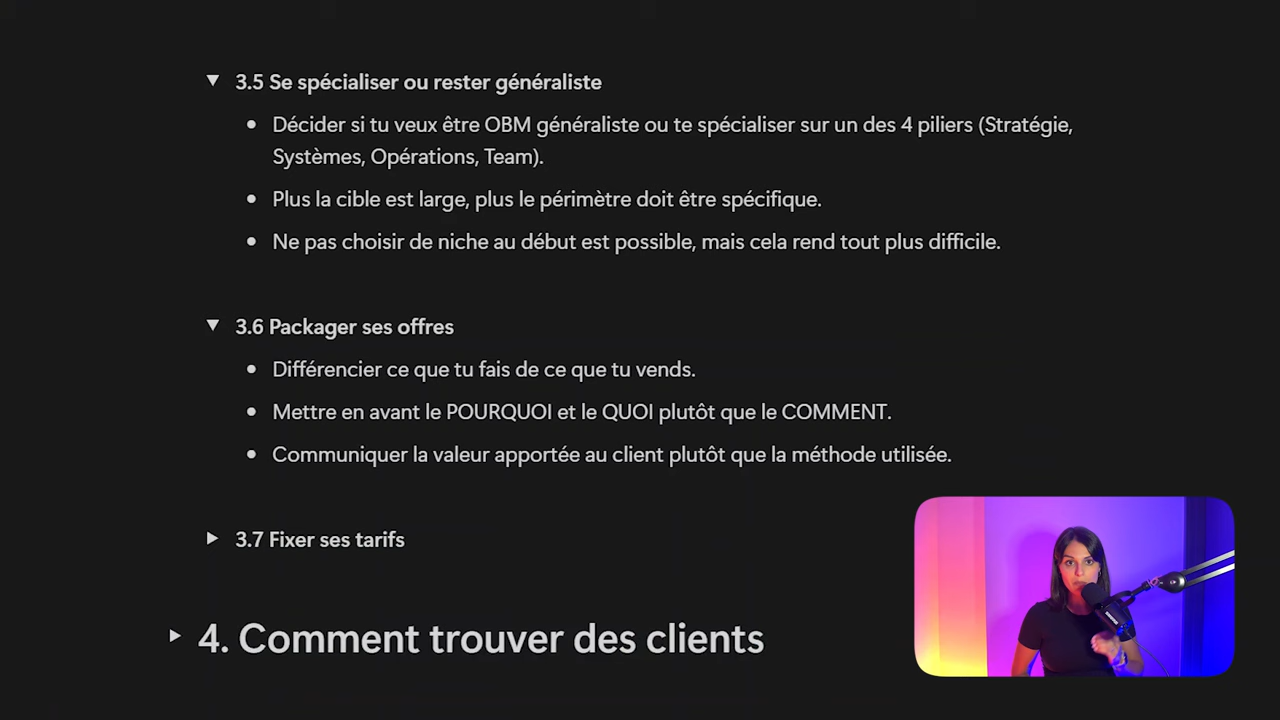 3.5 Se spécialiser ou rester généraliste
Décider si tu veux être OBM généraliste ou te spécialiser sur un des 4 piliers (Stratégie,
Systèmes, Opérations, Team).
Plus la cible est large, plus le périmètre doit être spécifique.
Ne pas choisir de niche au début est possible, mais cela rend tout plus difficile.
3.6 Packager ses offres
Différencier ce que tu fais de ce que tu vends.
Mettre en avant le POURQUOI et le QUOI plutôt que le COMMENT.
Communiquer la valeur apportée au client plutôt que la méthode utilisée.
3.7 Fixer ses tarifs
4. Comment trouver des clients